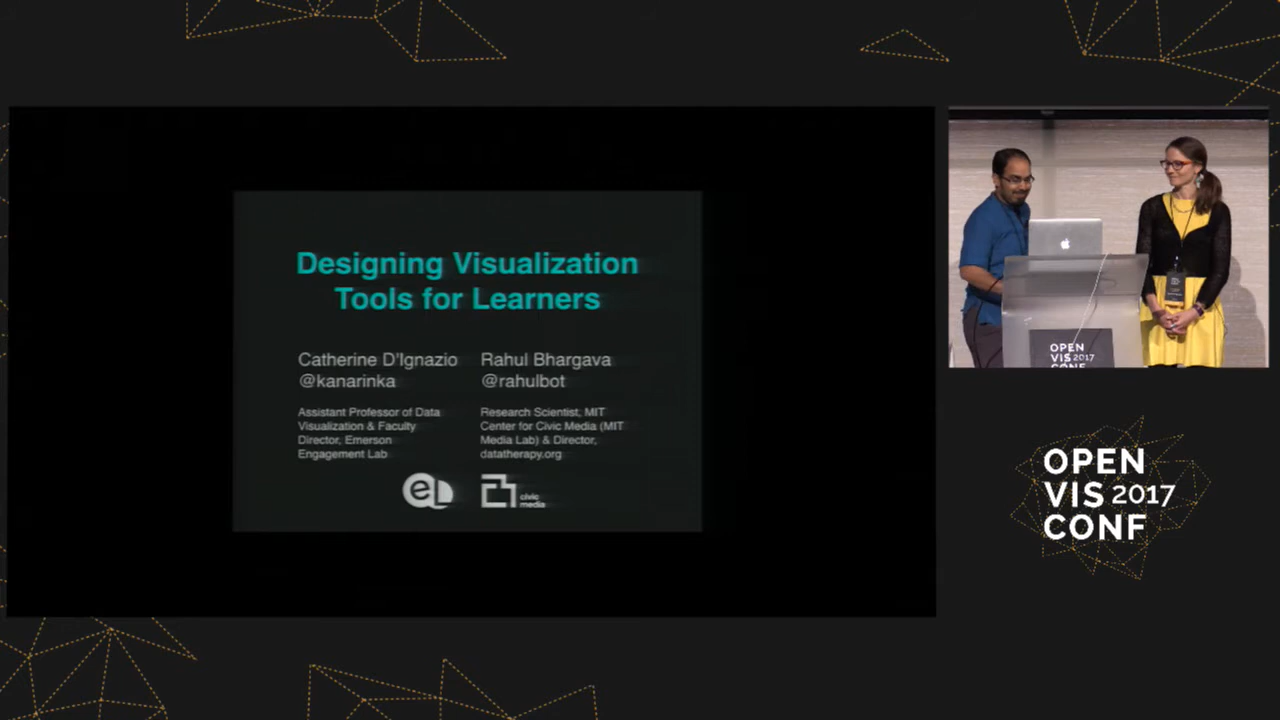 Designing Visualization
Tools for Learners
Catherine D'Ignazio
@kanarinka
Assistant Professor of Data
Visualization & Faculty
Director, Emerson
Engagement Lab
Rahul Bhargava
@rahulbot
Research Scientist, MIT
Center for Civic Media (MIT
Media Lab) & Director,
datatherapy.org
eL
civic
media
OPEN
VIS 2017
CONF
OPEN
VIS 2017
CONF